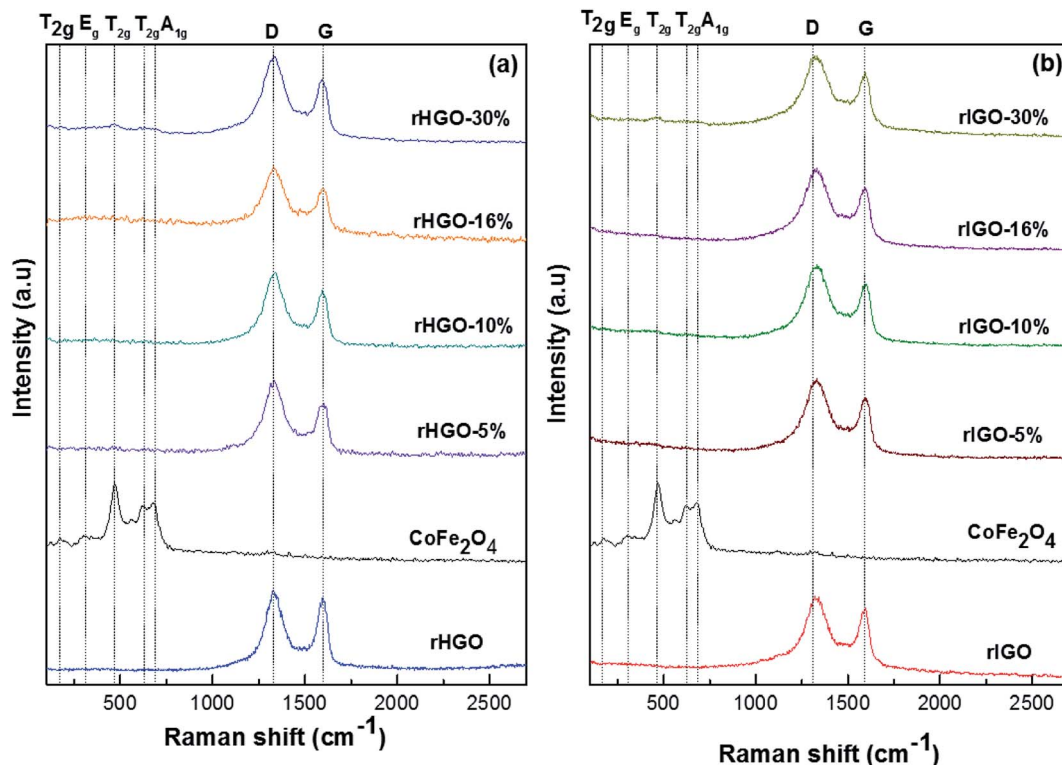 T2g Eg T2g T2g A1g D G
(a)
rHGO-30%
rHGO-16%
rHGO-10%
rHGO-5%
CoFe2O4
rHGO
Intensity (a.u)
500 1000 1500 2000 2500
Raman shift (cm-1)
T2g Eg T2g T2g A1g D G
(b)
rIGO-30%
rIGO-16%
rIGO-10%
rIGO-5%
CoFe2O4
rIGO
Intensity (a.u)
500 1000 1500 2000 2500
Raman shift (cm-1)